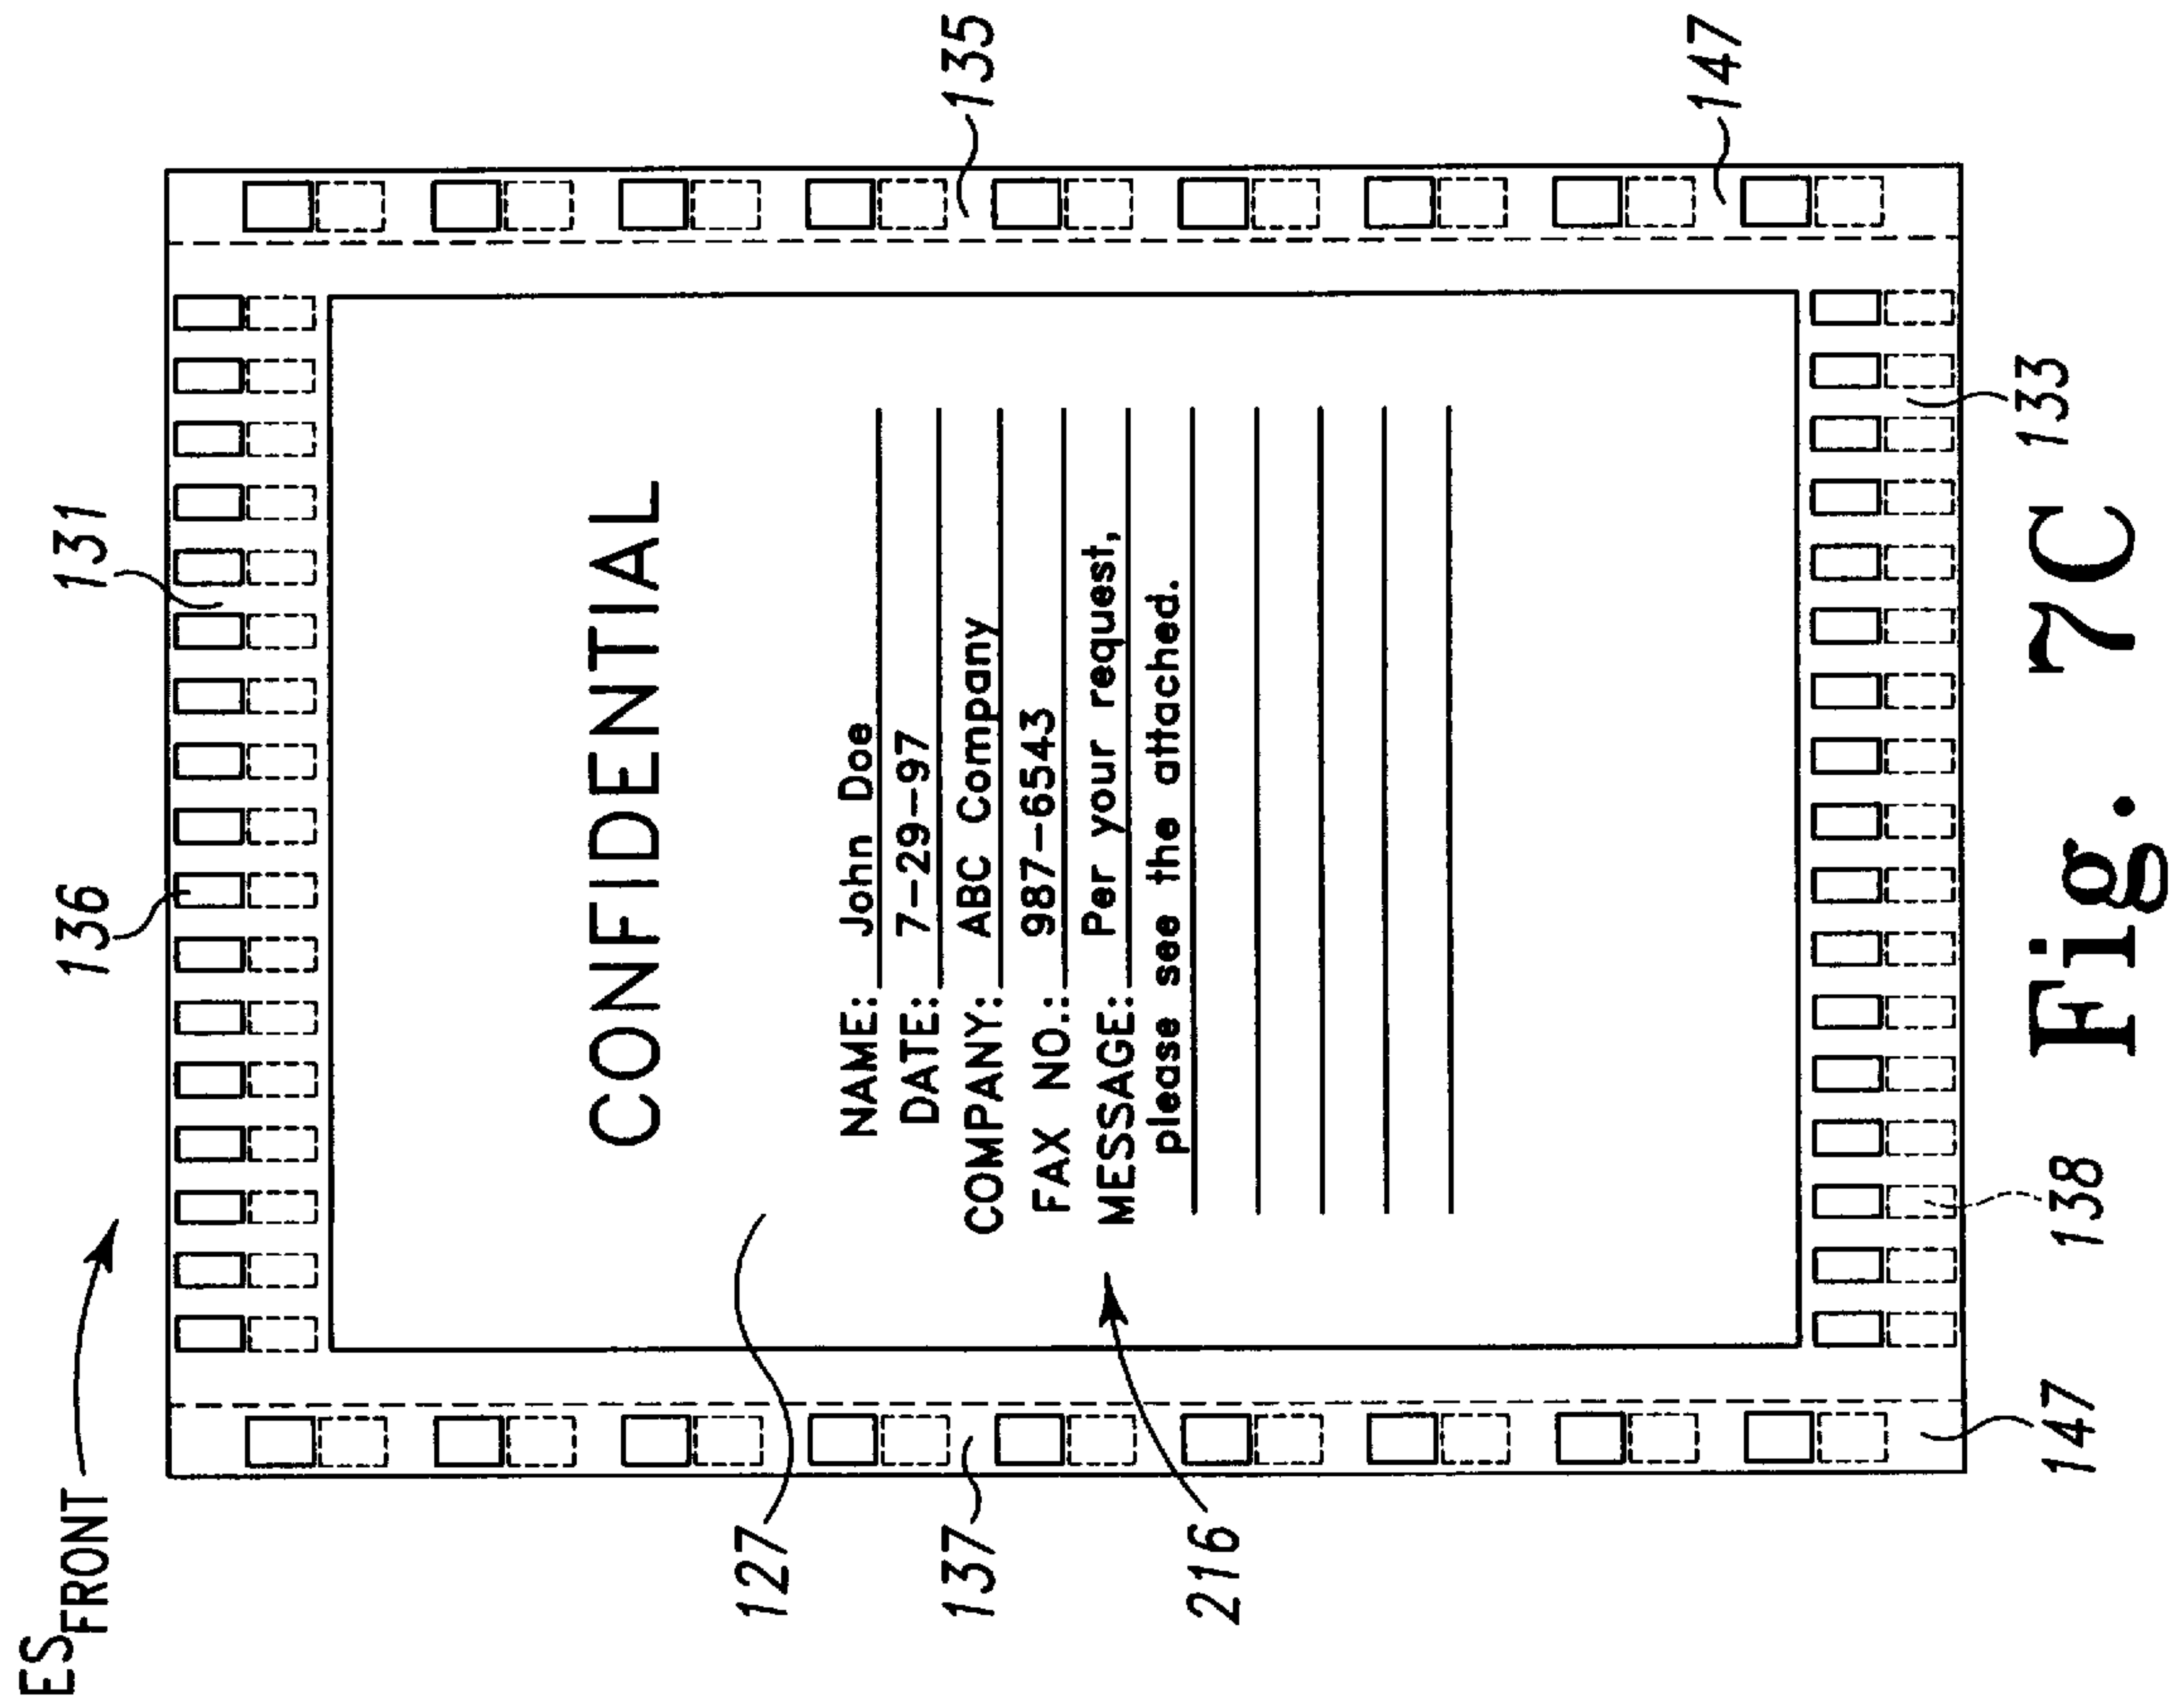 ES FRONT
136
131
127
CONFIDENTIAL
137
135
NAME: John Doe
DATE: 7-29-97
COMPANY: ABC Company
FAX NO.: 987-6543
MESSAGE: Per your request,
please see the attached.
216
147
147
138
133
Fig. 7C